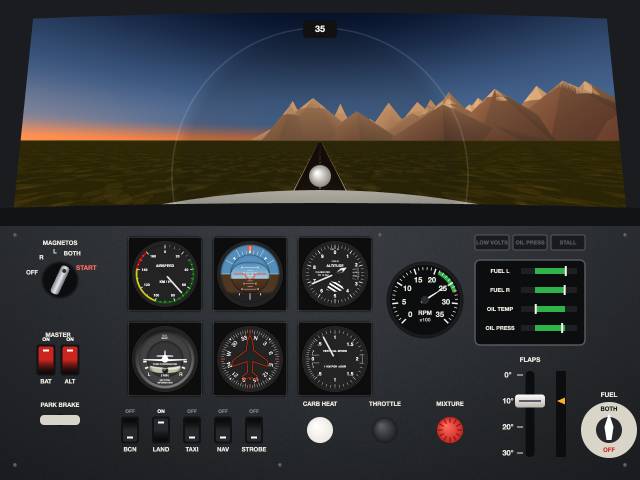 35
MAGNETOS
R L BOTH
OFF START
MASTER
ON ON
BAT ALT
PARK BRAKE
AIRSPEED
ALTITUDE
RPM
x100
0 5 10 15 20 25 30 35
LOW VOLTS OIL PRESS STALL
FUEL L
FUEL R
OIL TEMP
OIL PRESS
FLAPS
0°
10°
20°
30°
OFF ON OFF OFF OFF
BCN LAND TAXI NAV STROBE
CARB HEAT THROTTLE MIXTURE
FUEL
BOTH
OFF